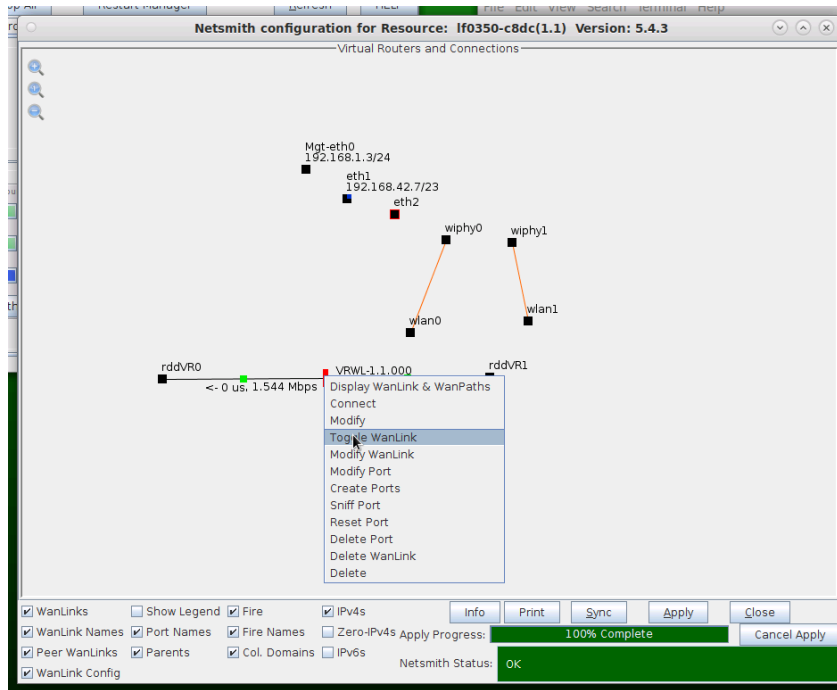 op All
Restart Manager
Refresh
HELP
File Edit View Search Terminal Help
Netsmith configuration for Resource: lf0350-c8dc(1.1) Version: 5.4.3
Virtual Routers and Connections
Mgt-eth0
192.168.1.3/24
eth1
192.168.42.7/23
eth2
wiphy0
wiphy1
wlan0
wlan1
rddVR0
VRWL-1.1.000
rddVR1
<- 0 us, 1.544 Mbps
Display WanLink & WanPaths
Connect
Modify
Toggle WanLink
Modify WanLink
Modify Port
Create Ports
Sniff Port
Reset Port
Delete Port
Delete WanLink
Delete
WanLinks Show Legend Fire IPv4s Info Print Sync Apply Close
WanLink Names Port Names Fire Names Zero-IPv4s Apply Progress: 100% Complete Cancel Apply
Peer WanLinks Parents Col. Domains IPv6s
Netsmith Status: OK
WanLink Config